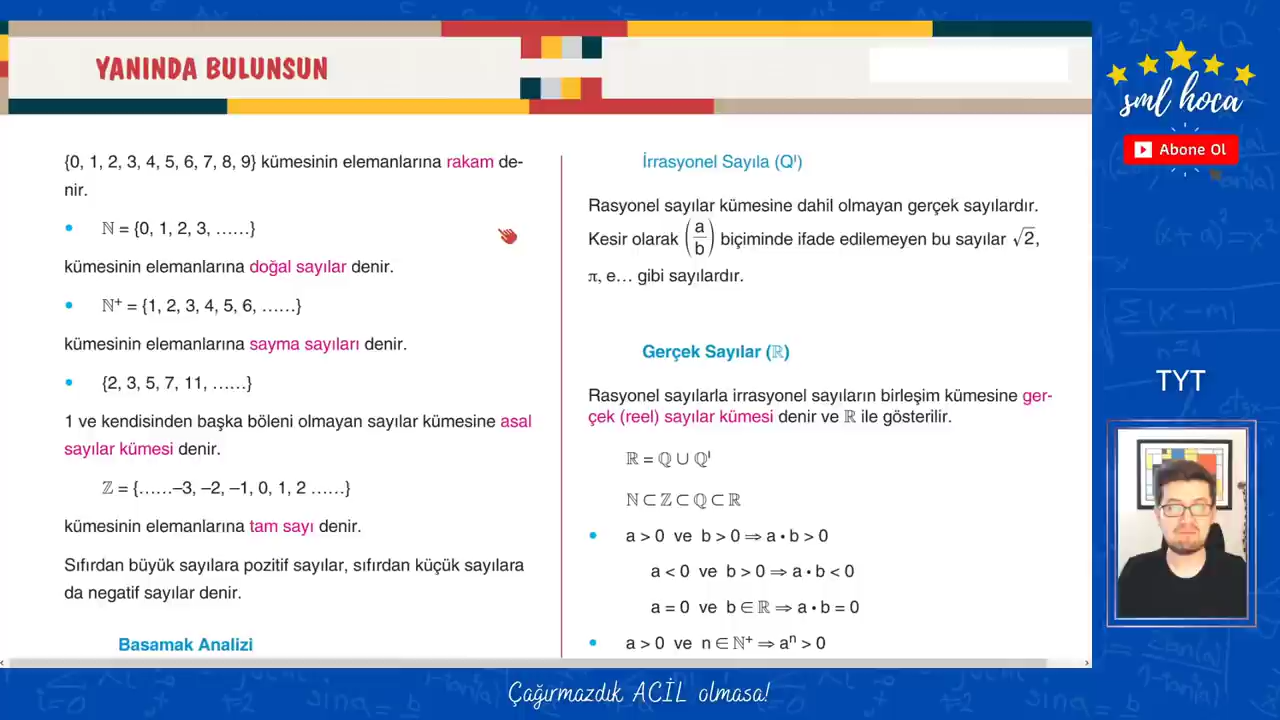 YANINDA BULUNSUN
{0, 1, 2, 3, 4, 5, 6, 7, 8, 9} kümesinin elemanlarına rakam de-
nir.
• ℕ = {0, 1, 2, 3, ……}
kümesinin elemanlarına doğal sayılar denir.
• ℕ⁺ = {1, 2, 3, 4, 5, 6, ……}
kümesinin elemanlarına sayma sayıları denir.
• {2, 3, 5, 7, 11, ……}
1 ve kendisinden başka böleni olmayan sayılar kümesine asal
sayılar kümesi denir.
ℤ = {……–3, –2, –1, 0, 1, 2 ……}
kümesinin elemanlarına tam sayı denir.
Sıfırdan büyük sayılara pozitif sayılar, sıfırdan küçük sayılara
da negatif sayılar denir.
Basamak Analizi
İrrasyonel Sayıla (Qᴵ)
Rasyonel sayılar kümesine dahil olmayan gerçek sayılardır.
Kesir olarak (a/b) biçiminde ifade edilemeyen bu sayılar √2,
π, e… gibi sayılardır.
Gerçek Sayılar (ℝ)
Rasyonel sayılarla irrasyonel sayıların birleşim kümesine ger-
çek (reel) sayılar kümesi denir ve ℝ ile gösterilir.
ℝ = ℚ ∪ ℚᴵ
ℕ ⊂ ℤ ⊂ ℚ ⊂ ℝ
• a > 0 ve b > 0 ⇒ a • b > 0
a < 0 ve b > 0 ⇒ a • b < 0
a = 0 ve b ∈ ℝ ⇒ a • b = 0
• a > 0 ve n ∈ ℕ⁺ ⇒ aⁿ > 0
sml hoca
Abone Ol
TYT
Çağırmazdık ACİL olmasa!